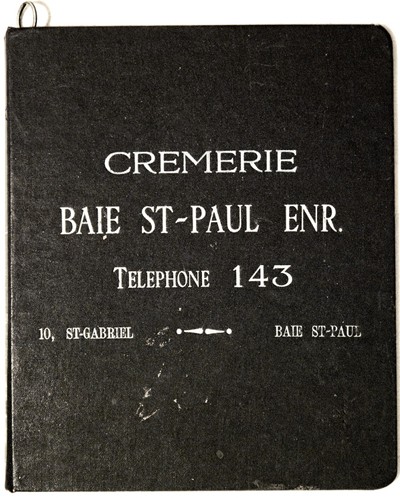 CREMERIE
BAIE ST-PAUL ENR.
TELEPHONE 143
10, ST-GABRIEL BAIE ST-PAUL